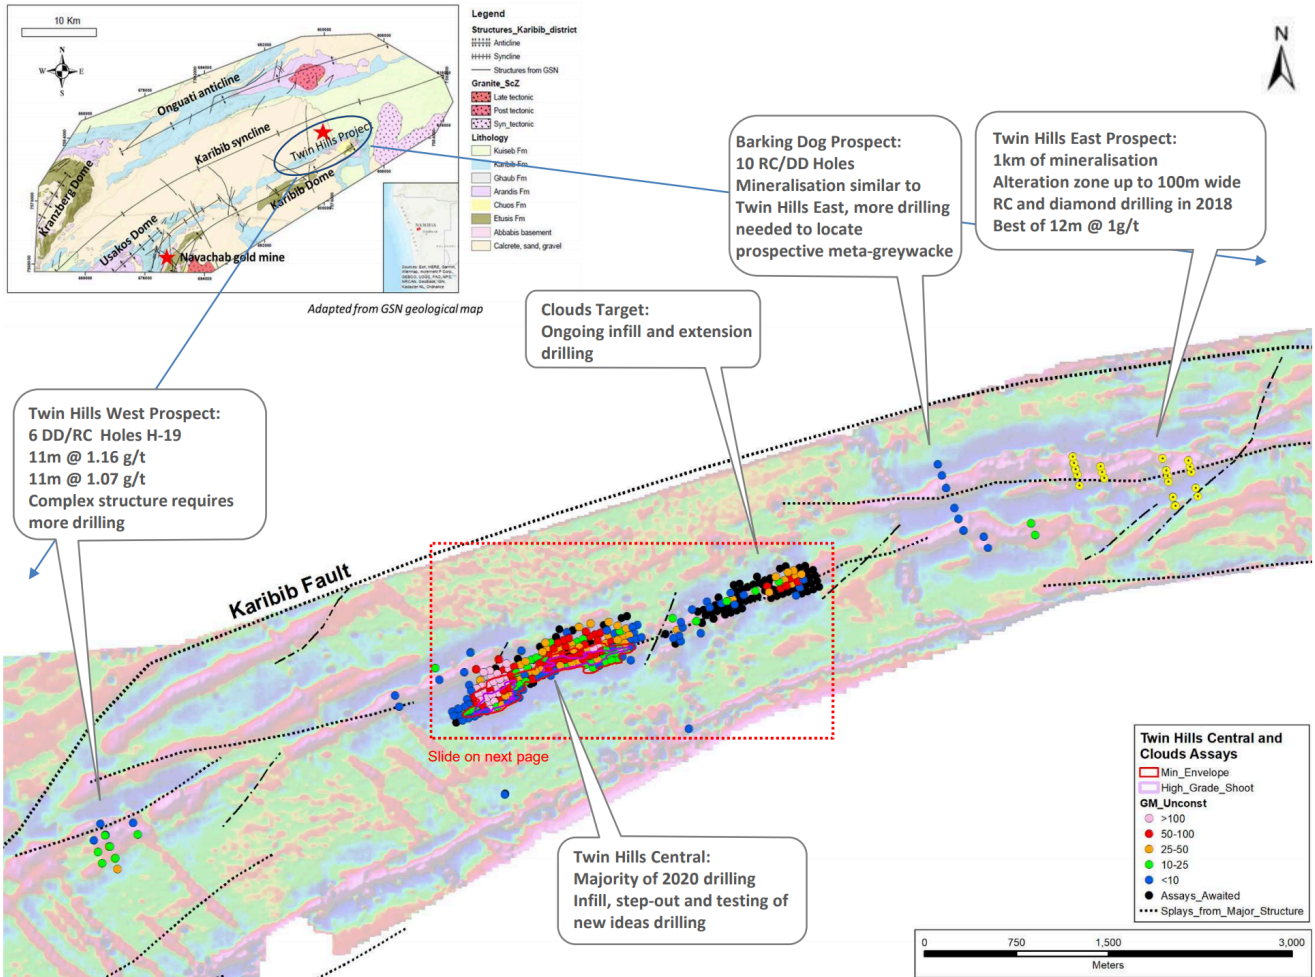 10 Km
N
W
E
S
Onguati anticline
Karibib syncline
Twin Hills Project
Karibib Dome
Kranzberg Dome
Usakos Dome
Navachab gold mine
NAMIBIA
Legend
Structures_Karibib_district
Anticline
Syncline
Structures from GSN
Granite_ScZ
Late tectonic
Post tectonic
Syn_tectonic
Lithology
Kuiseb Fm
Karibib Fm
Ghaub Fm
Arandis Fm
Chuos Fm
Etusis Fm
Ababbis basement
Calcrete, sand, gravel
Adapted from GSN geological map
N
Barking Dog Prospect:
10 RC/DD Holes
Mineralisation similar to
Twin Hills East, more drilling
needed to locate
prospective meta-greywacke
Twin Hills East Prospect:
1km of mineralisation
Alteration zone up to 100m wide
RC and diamond drilling in 2018
Best of 12m @ 1g/t
Clouds Target:
Ongoing infill and extension
drilling
Twin Hills West Prospect:
6 DD/RC Holes H-19
11m @ 1.16 g/t
11m @ 1.07 g/t
Complex structure requires
more drilling
Karibib Fault
Slide on next page
Twin Hills Central:
Majority of 2020 drilling
Infill, step-out and testing of
new ideas drilling
Twin Hills Central and
Clouds Assays
Min_Envelope
High_Grade_Shoot
GM_Unconst
>100
50-100
25-50
10-25
<10
Assays_Awaited
Splays_from_Major_Structure
0 750 1,500 3,000
Meters